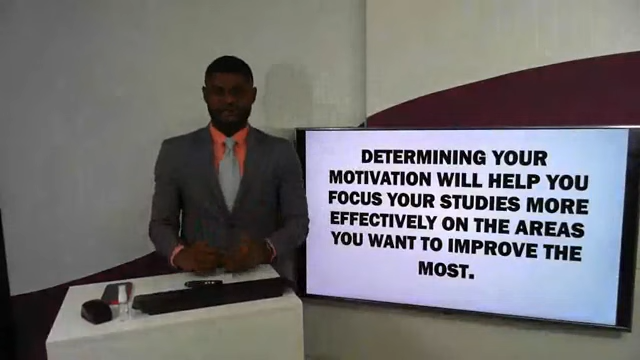 DETERMINING YOUR
MOTIVATION WILL HELP YOU
FOCUS YOUR STUDIES MORE
EFFECTIVELY ON THE AREAS
YOU WANT TO IMPROVE THE
MOST.